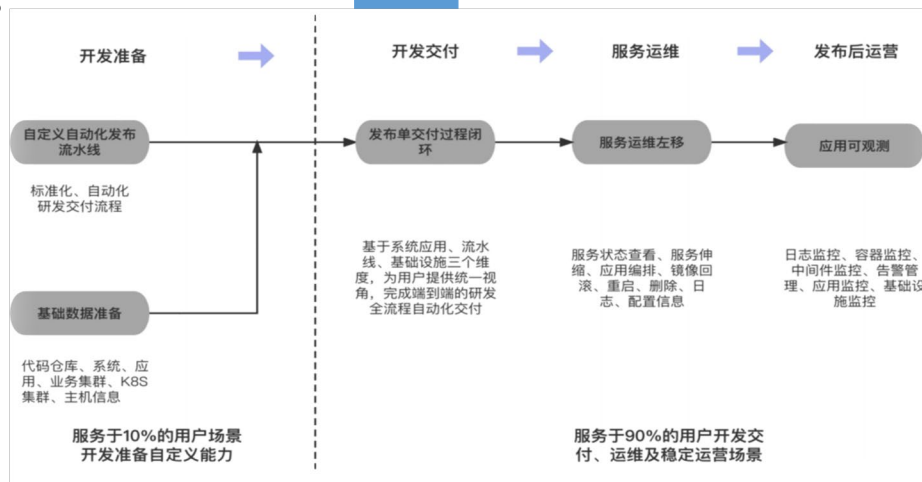 开发准备
开发交付
服务运维
发布后运营
自定义自动化发布
流水线
发布单交付过程闭
环
服务运维左移
应用可观测
标准化、自动化
研发交付流程
基于系统应用、流水
线、基础设施三个维
度，为用户提供统一视
角，完成端到端的研发
全流程自动化交付
服务状态查看、服务伸
缩、应用编排、镜像回
滚、重启、删除、日
志、配置信息
日志监控、容器监控、
中间件监控、告警管
理、应用监控、基础设
施监控
基础数据准备
代码仓库、系统、应
用、业务集群、K8S
集群、主机信息
服务于10%的用户场景
开发准备自定义能力
服务于90%的用户开发交
付、运维及稳定运营场景